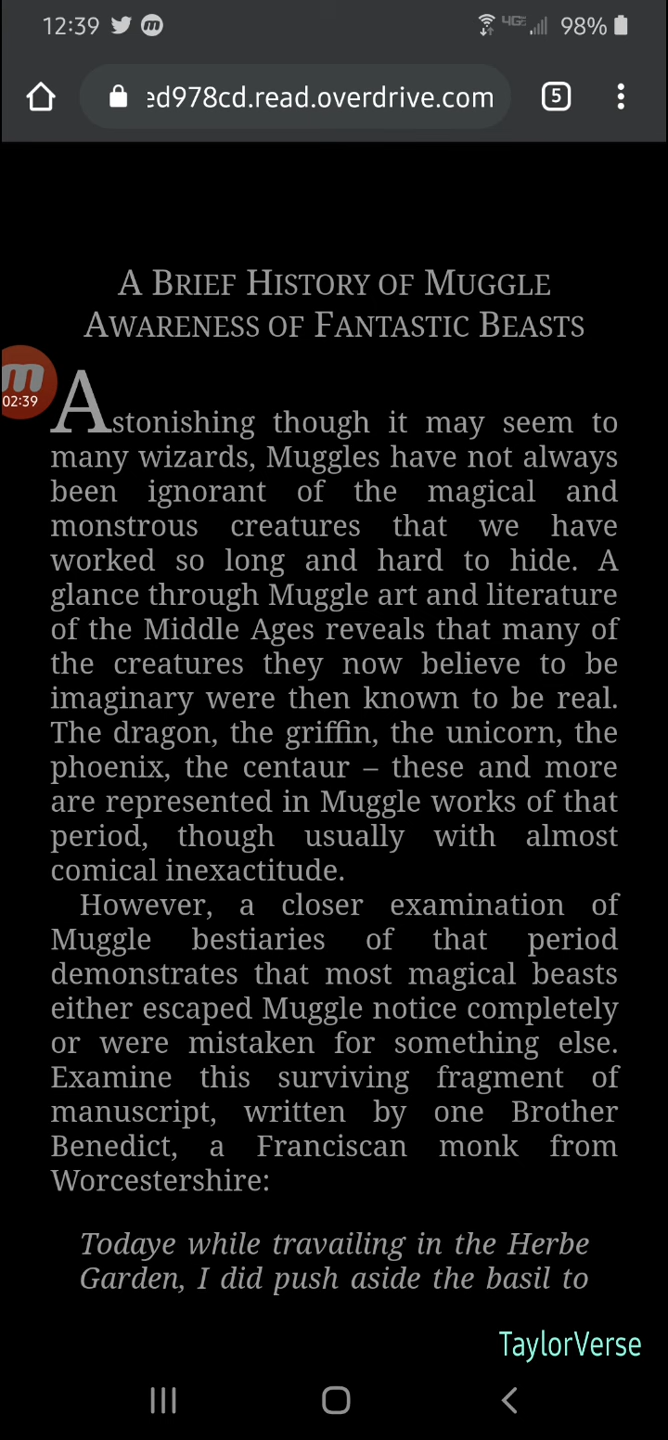 12:39 98%
ed978cd.read.overdrive.com 5
A BRIEF HISTORY OF MUGGLE
AWARENESS OF FANTASTIC BEASTS
02:39
Astonishing though it may seem to
many wizards, Muggles have not always
been ignorant of the magical and
monstrous creatures that we have
worked so long and hard to hide. A
glance through Muggle art and literature
of the Middle Ages reveals that many of
the creatures they now believe to be
imaginary were then known to be real.
The dragon, the griffin, the unicorn, the
phoenix, the centaur – these and more
are represented in Muggle works of that
period, though usually with almost
comical inexactitude.
However, a closer examination of
Muggle bestiaries of that period
demonstrates that most magical beasts
either escaped Muggle notice completely
or were mistaken for something else.
Examine this surviving fragment of
manuscript, written by one Brother
Benedict, a Franciscan monk from
Worcestershire:
Todaye while travailing in the Herbe
Garden, I did push aside the basil to
TaylorVerse